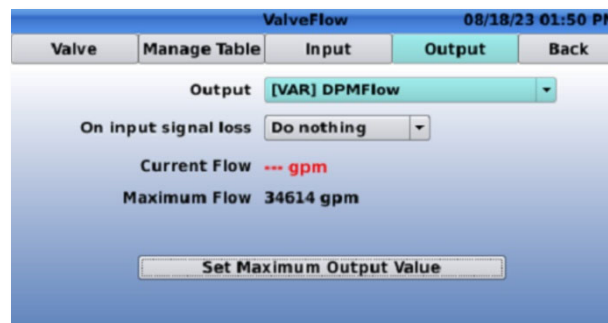 ValveFlow 08/18/23 01:50 PM
Valve Manage Table Input Output Back
Output [VAR] DPMFlow
On input signal loss Do nothing
Current Flow --- gpm
Maximum Flow 34614 gpm
Set Maximum Output Value